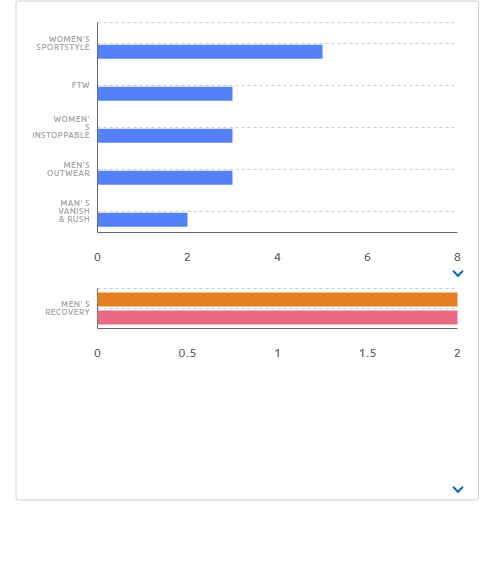 WOMEN'S
SPORTSTYLE
FTW
WOMEN'
S
INSTOPPABLE
MEN'S
OUTWEAR
MAN' S
VANISH
& RUSH
0 2 4 6 8
MEN' S
RECOVERY
0 0.5 1 1.5 2